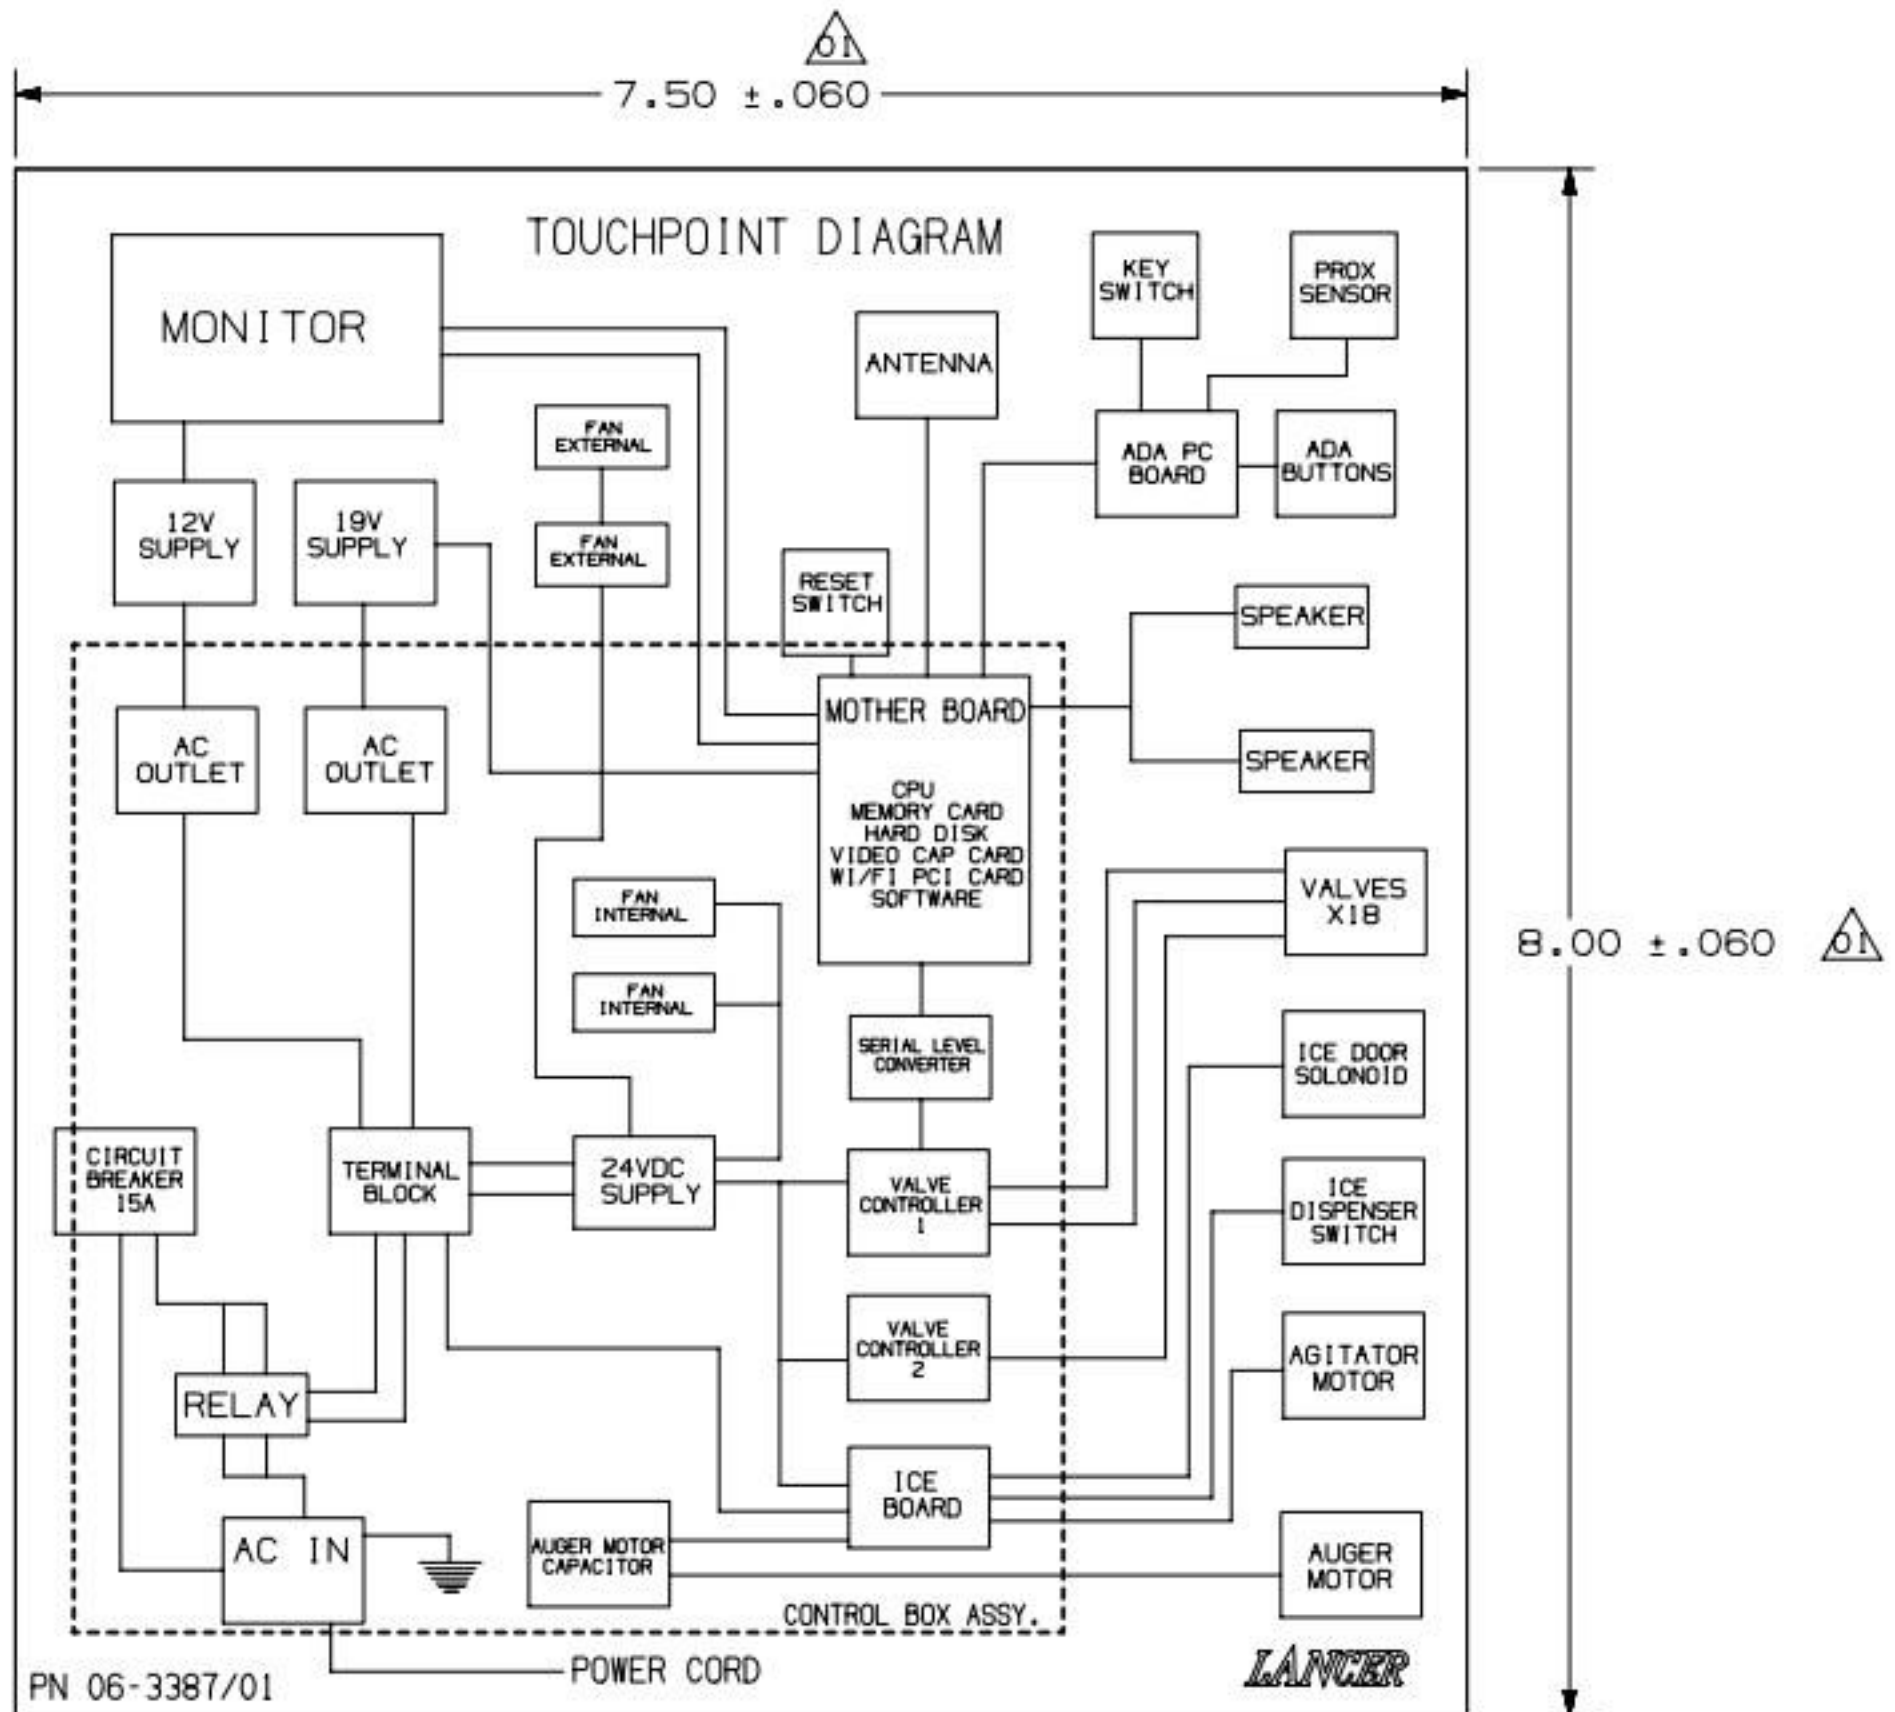 01
7.50 ±.060
TOUCHPOINT DIAGRAM
MONITOR
KEY
SWITCH
PROX
SENSOR
ANTENNA
FAN
EXTERNAL
ADA PC
BOARD
ADA
BUTTONS
12V
SUPPLY
19V
SUPPLY
FAN
EXTERNAL
RESET
SWITCH
SPEAKER
AC
OUTLET
AC
OUTLET
MOTHER BOARD
CPU
MEMORY CARD
HARD DISK
VIDEO CAP CARD
WI/FI PCI CARD
SOFTWARE
SPEAKER
FAN
INTERNAL
VALVES
X18
8.00 ±.060
01
FAN
INTERNAL
SERIAL LEVEL
CONVERTER
ICE DOOR
SOLONOID
CIRCUIT
BREAKER
15A
TERMINAL
BLOCK
24VDC
SUPPLY
VALVE
CONTROLLER
1
ICE
DISPENSER
SWITCH
VALVE
CONTROLLER
2
AGITATOR
MOTOR
RELAY
ICE
BOARD
AC IN
AUGER MOTOR
CAPACITOR
AUGER
MOTOR
CONTROL BOX ASSY.
POWER CORD
LANCER
PN 06-3387/01